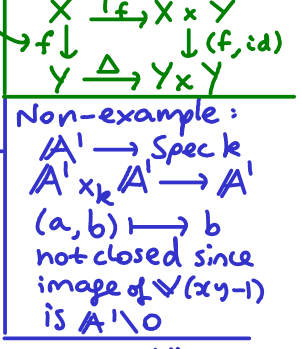 X Γf⟶ X × Y
f↓ ↓(f, id)
Y Δ⟶ Y × Y
Non-example:
𝔸¹ ⟶ Spec k
𝔸¹ ×ₖ 𝔸¹ ⟶ 𝔸¹
(a, b) ⟼ b
not closed since
image of 𝕍(xy-1)
is 𝔸¹\0